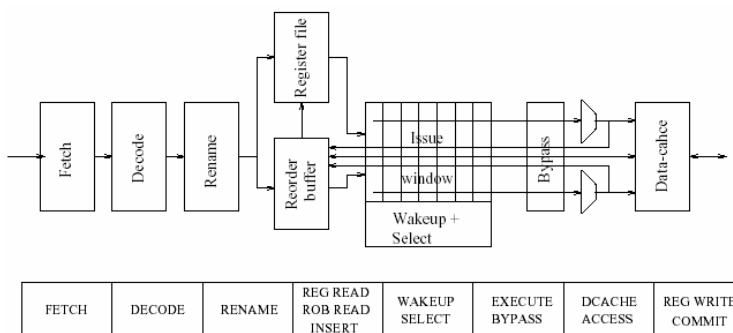 Fetch
Decode
Rename
Register file
Reorder
buffer
Issue
window
Wakeup +
Select
Bypass
Data-cahce
FETCH
DECODE
RENAME
REG READ
ROB READ
INSERT
WAKEUP
SELECT
EXECUTE
BYPASS
DCACHE
ACCESS
REG WRITE
COMMIT